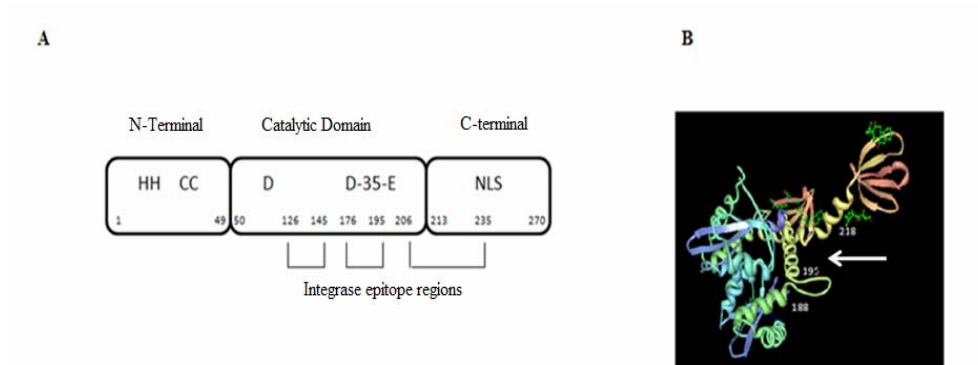 A
B
N-Terminal Catalytic Domain C-terminal
HH CC D D-35-E NLS
1 49 50 126 145 176 195 206 213 235 270
Integrase epitope regions
218
195
188